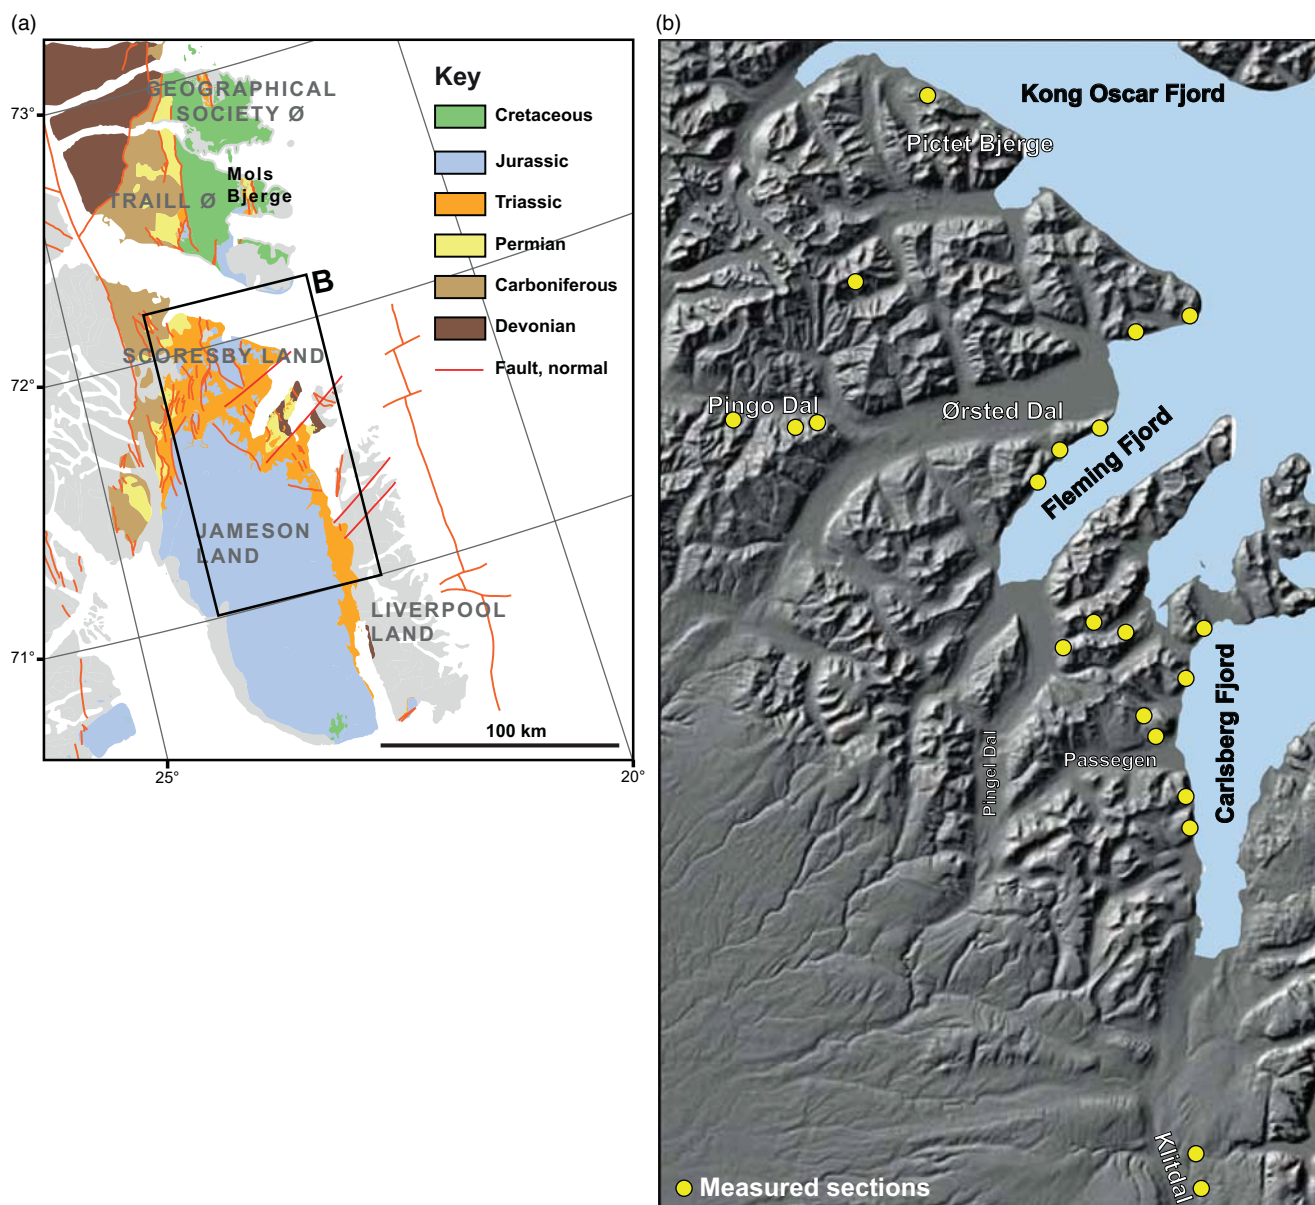 (a)
Key
Cretaceous
Jurassic
Triassic
Permian
Carboniferous
Devonian
Fault, normal
GEOGRAPHICAL
SOCIETY Ø
Mols
Bjerge
TRAILL Ø
B
SCORESBY LAND
JAMESON
LAND
LIVERPOOL
LAND
73°
72°
71°
25°
20°
100 km
(b)
Kong Oscar Fjord
Pictet Bjerge
Pingo Dal
Ørsted Dal
Fleming Fjord
Carlsberg Fjord
Pingel Dal
Passegen
Klitdal
Measured sections